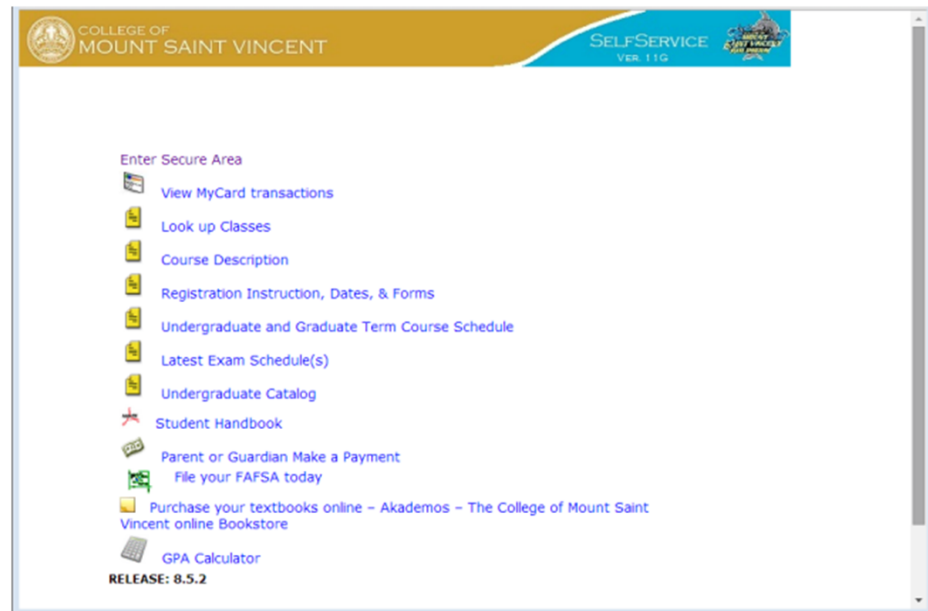 COLLEGE OF
MOUNT SAINT VINCENT
SELFSERVICE
VER. 11G
Enter Secure Area
View MyCard transactions
Look up Classes
Course Description
Registration Instruction, Dates, & Forms
Undergraduate and Graduate Term Course Schedule
Latest Exam Schedule(s)
Undergraduate Catalog
Student Handbook
Parent or Guardian Make a Payment
File your FAFSA today
Purchase your textbooks online – Akademos – The College of Mount Saint
Vincent online Bookstore
GPA Calculator
RELEASE: 8.5.2